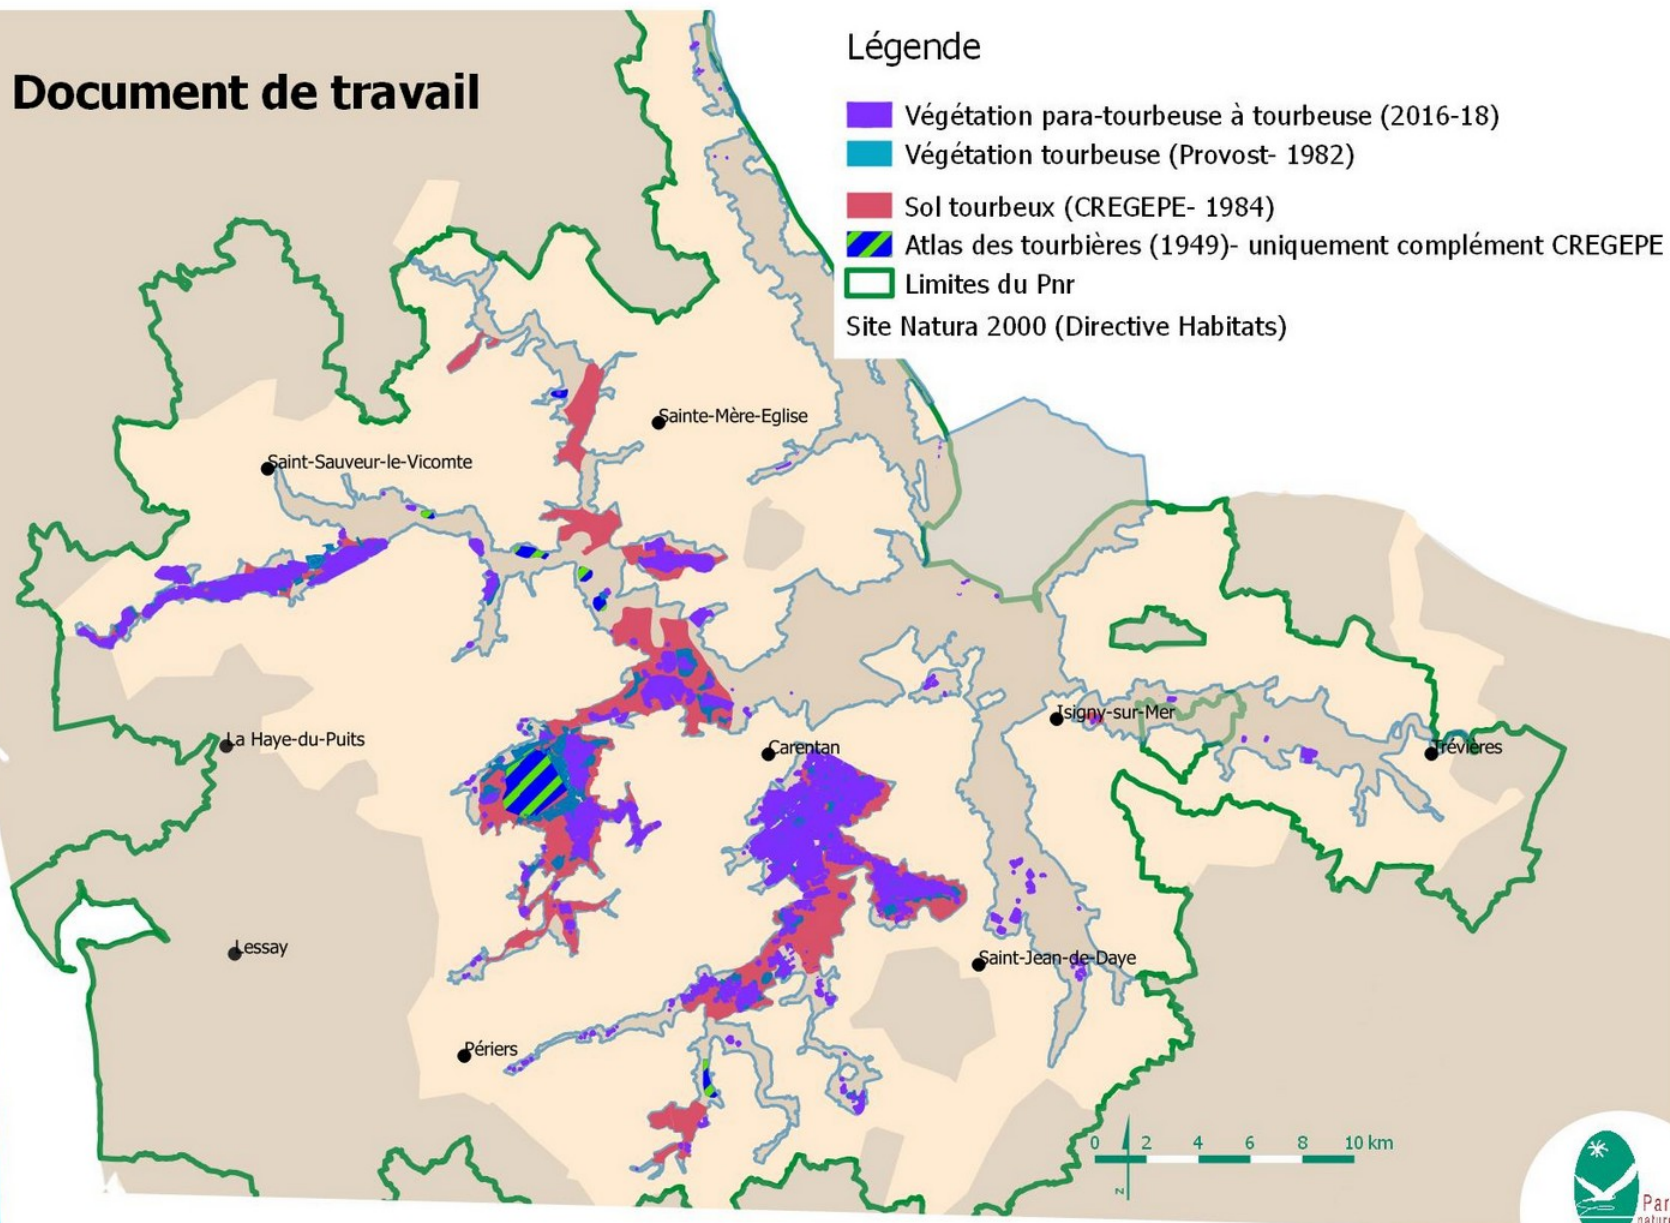 Document de travail
Légende
Végétation para-tourbeuse à tourbeuse (2016-18)
Végétation tourbeuse (Provost- 1982)
Sol tourbeux (CREGEPE- 1984)
Atlas des tourbières (1949)- uniquement complément CREGEPE
Limites du Pnr
Site Natura 2000 (Directive Habitats)
Sainte-Mère-Eglise
Saint-Sauveur-le-Vicomte
Isigny-sur-Mer
La Haye-du-Puits
Carentan
Trévières
Lessay
Saint-Jean-de-Daye
Périers
0 2 4 6 8 10 km
N
Par
nature